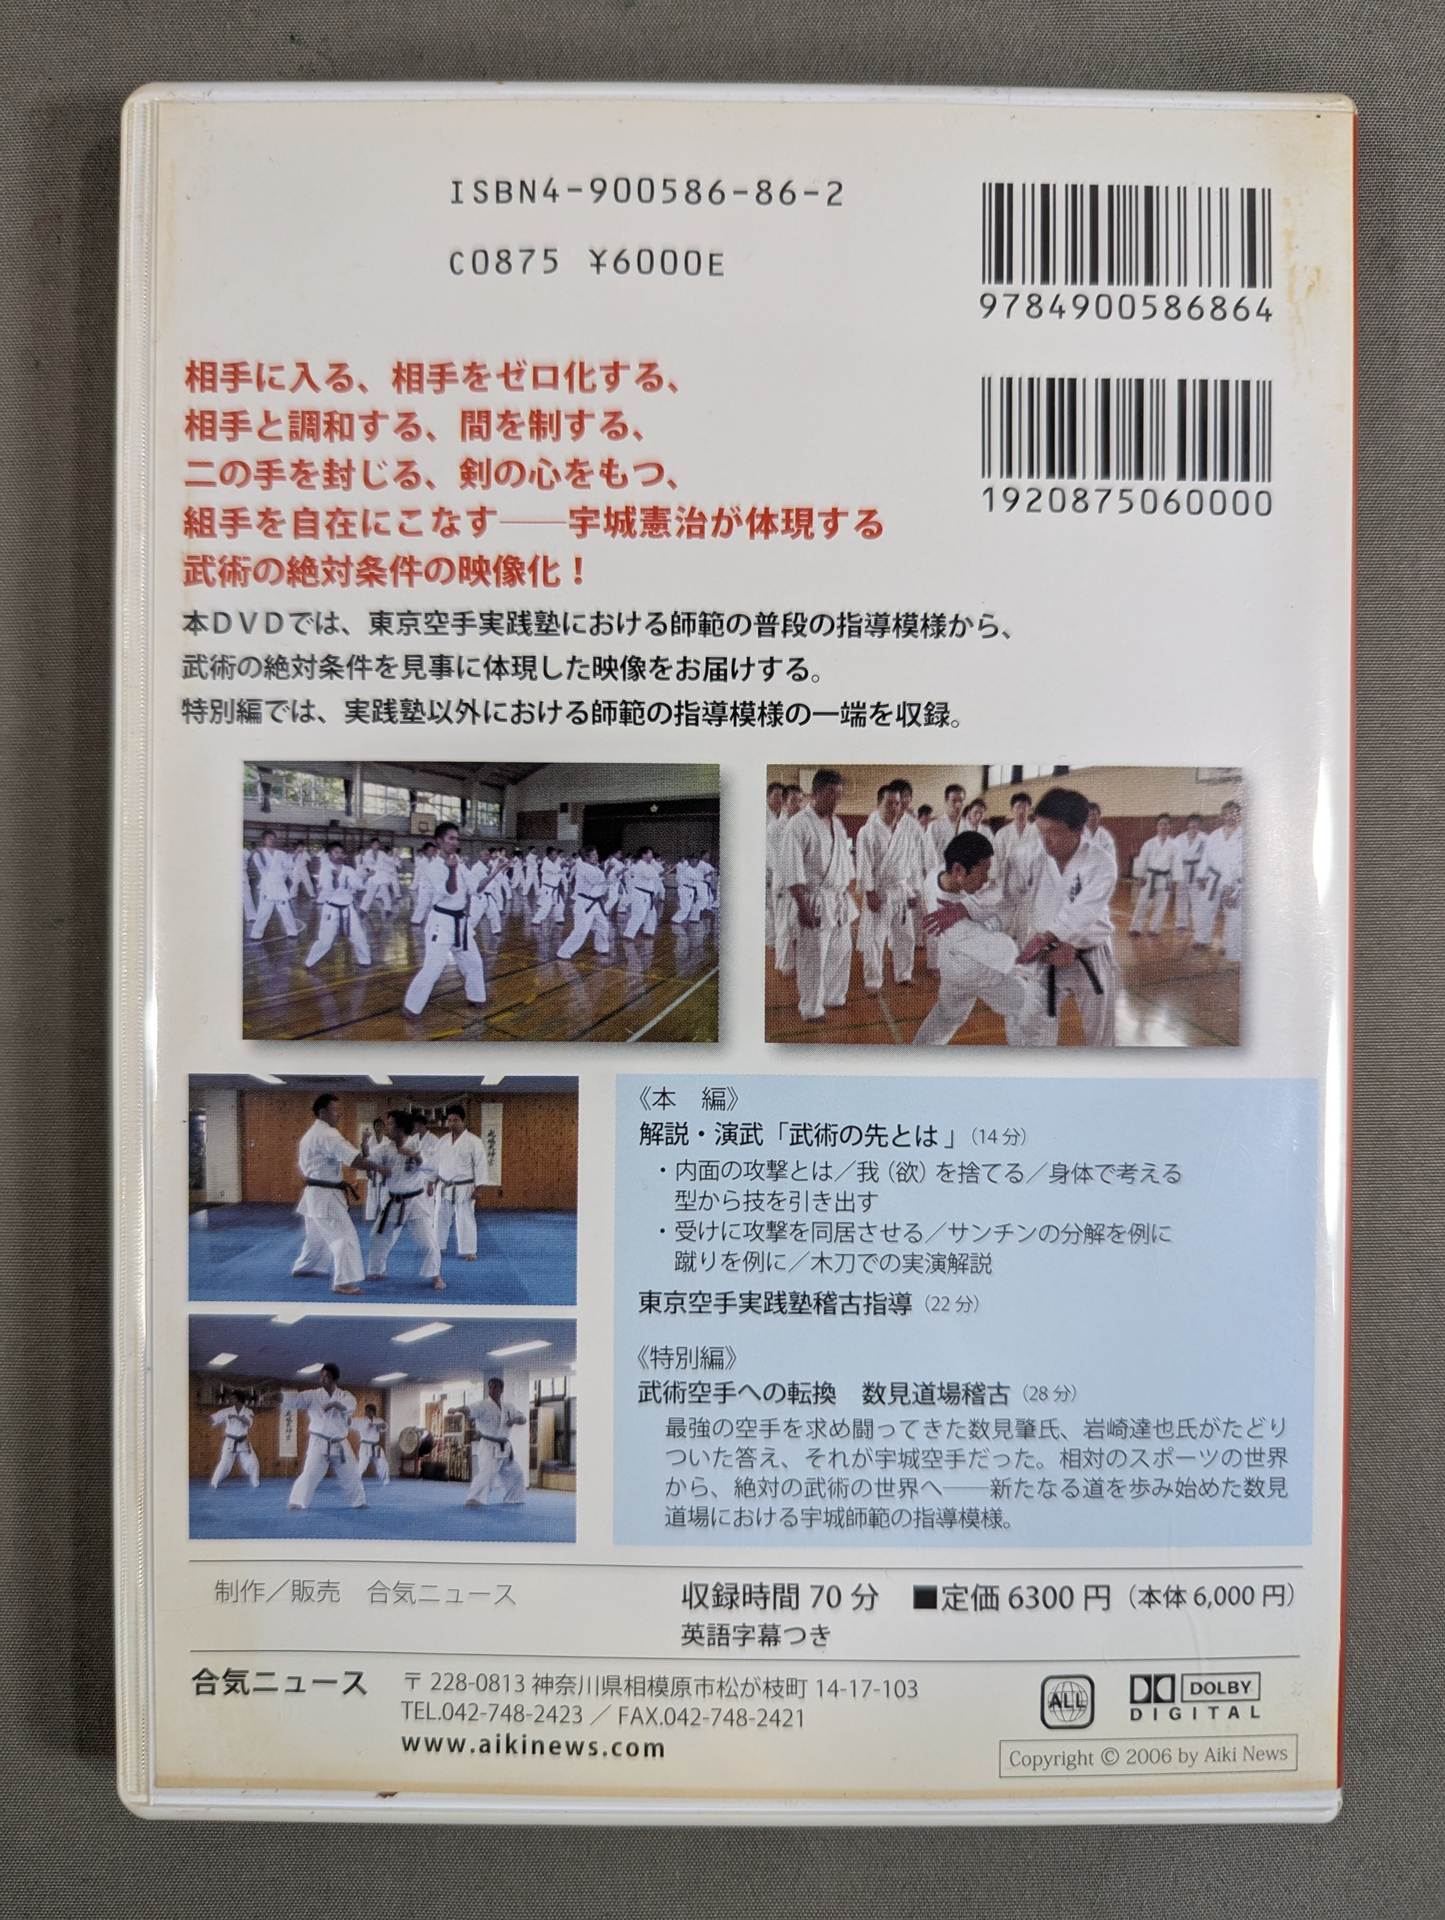 ISBN4-900586-86-2
C0875 ¥6000E
9784900586864
1920875060000
相手に入る、相手をゼロ化する、
相手と調和する、間を制する、
二の手を封じる、剣の心をもつ、
組手を自在にこなす──宇城憲治が体現する
武術の絶対条件の映像化！
本DVDでは、東京空手実践塾における師範の普段の指導模様から、
武術の絶対条件を見事に体現した映像をお届けする。
特別編では、実践塾以外における師範の指導模様の一端を収録。
《本　編》
解説・演武「武術の先とは」（14分）
・内面の攻撃とは／我（欲）を捨てる／身体で考える
型から技を引き出す
・受けに攻撃を同居させる／サンチンの分解を例に
蹴りを例に／木刀での実演解説
東京空手実践塾稽古指導（22分）
《特別編》
武術空手への転換　数見道場稽古（28分）
最強の空手を求め闘ってきた数見肇氏、岩崎達也氏がたどり
ついた答え、それが宇城空手だった。相対のスポーツの世界
から、絶対の武術の世界へ──新たなる道を歩み始めた数見
道場における宇城師範の指導模様。
制作／販売　合気ニュース
収録時間70分　■定価6300円（本体6,000円）
英語字幕つき
合気ニュース
〒228-0813 神奈川県相模原市松が枝町14-17-103
TEL.042-748-2423／FAX.042-748-2421
www.aikinews.com
ALL
DOLBY
DIGITAL
Copyright © 2006 by Aiki News